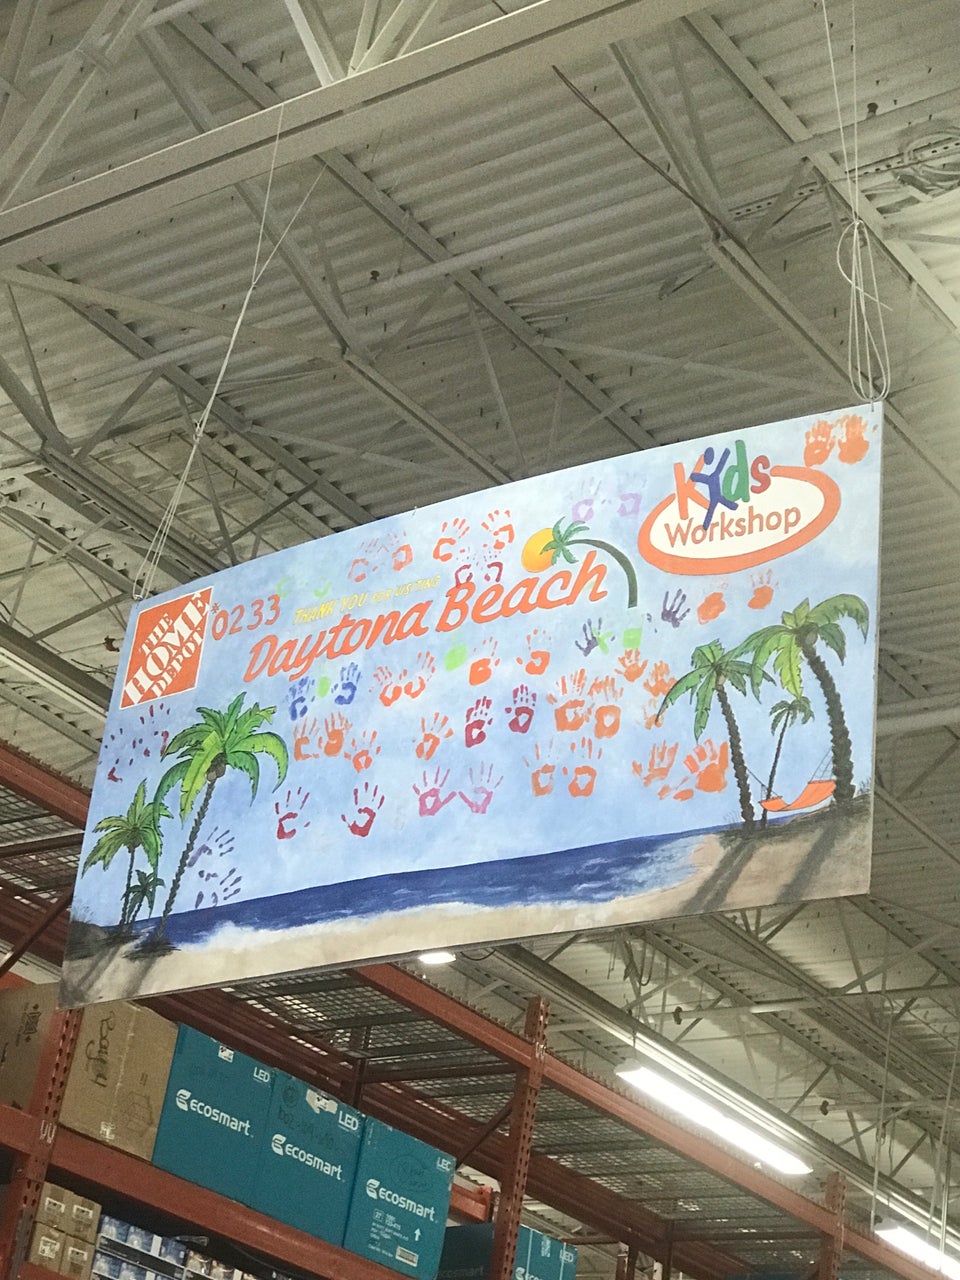 Kids
Workshop
THE
HOME
DEPOT
0233
THANK YOU FOR VISITING
Daytona Beach
LED
ecosmart
LED
ecosmart
LED
ecosmart
ecosmart
ecosmart